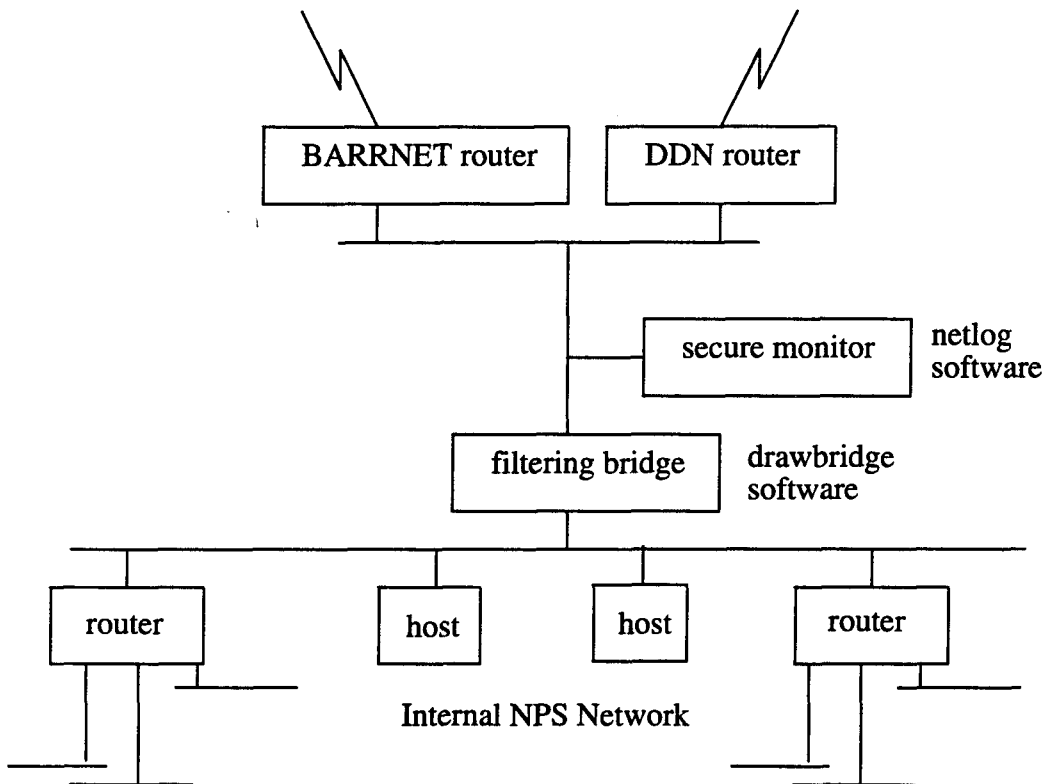 BARRNET router
DDN router
secure monitor
netlog
software
filtering bridge
drawbridge
software
router
host
host
router
Internal NPS Network